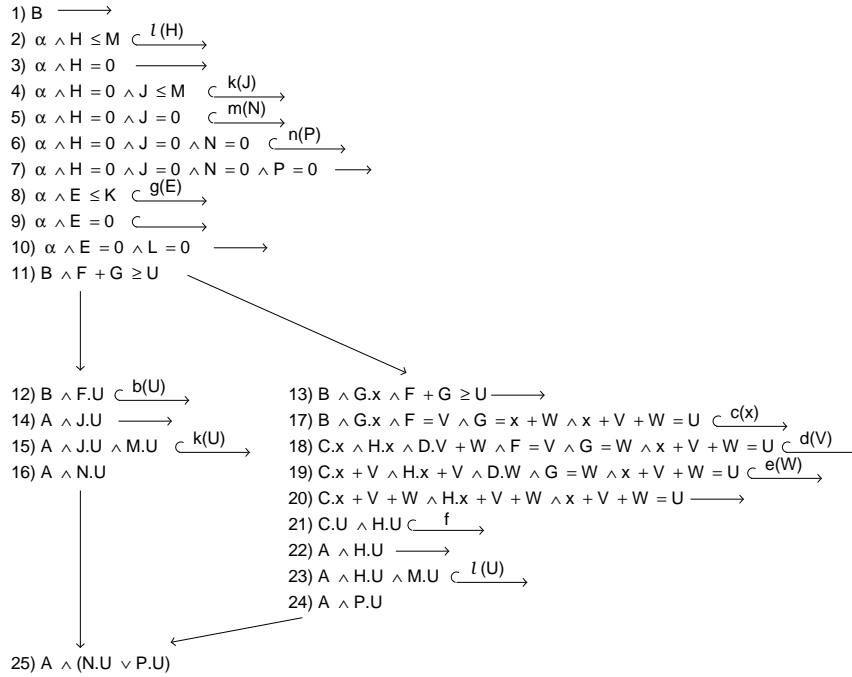 1) B
2) α ∧ H ≤ M l(H)
3) α ∧ H = 0
4) α ∧ H = 0 ∧ J ≤ M k(J)
5) α ∧ H = 0 ∧ J = 0 m(N)
6) α ∧ H = 0 ∧ J = 0 ∧ N = 0 n(P)
7) α ∧ H = 0 ∧ J = 0 ∧ N = 0 ∧ P = 0
8) α ∧ E ≤ K g(E)
9) α ∧ E = 0
10) α ∧ E = 0 ∧ L = 0
11) B ∧ F + G ≥ U
12) B ∧ F.U b(U)
14) A ∧ J.U
15) A ∧ J.U ∧ M.U k(U)
16) A ∧ N.U
13) B ∧ G.x ∧ F + G ≥ U
17) B ∧ G.x ∧ F = V ∧ G = x + W ∧ x + V + W = U c(x)
18) C.x ∧ H.x ∧ D.V + W ∧ F = V ∧ G = W ∧ x + V + W = U d(V)
19) C.x + V ∧ H.x + V ∧ D.W ∧ G = W ∧ x + V + W = U e(W)
20) C.x + V + W ∧ H.x + V + W ∧ x + V + W = U
21) C.U ∧ H.U f
22) A ∧ H.U
23) A ∧ H.U ∧ M.U l(U)
24) A ∧ P.U
25) A ∧ (N.U ∨ P.U)